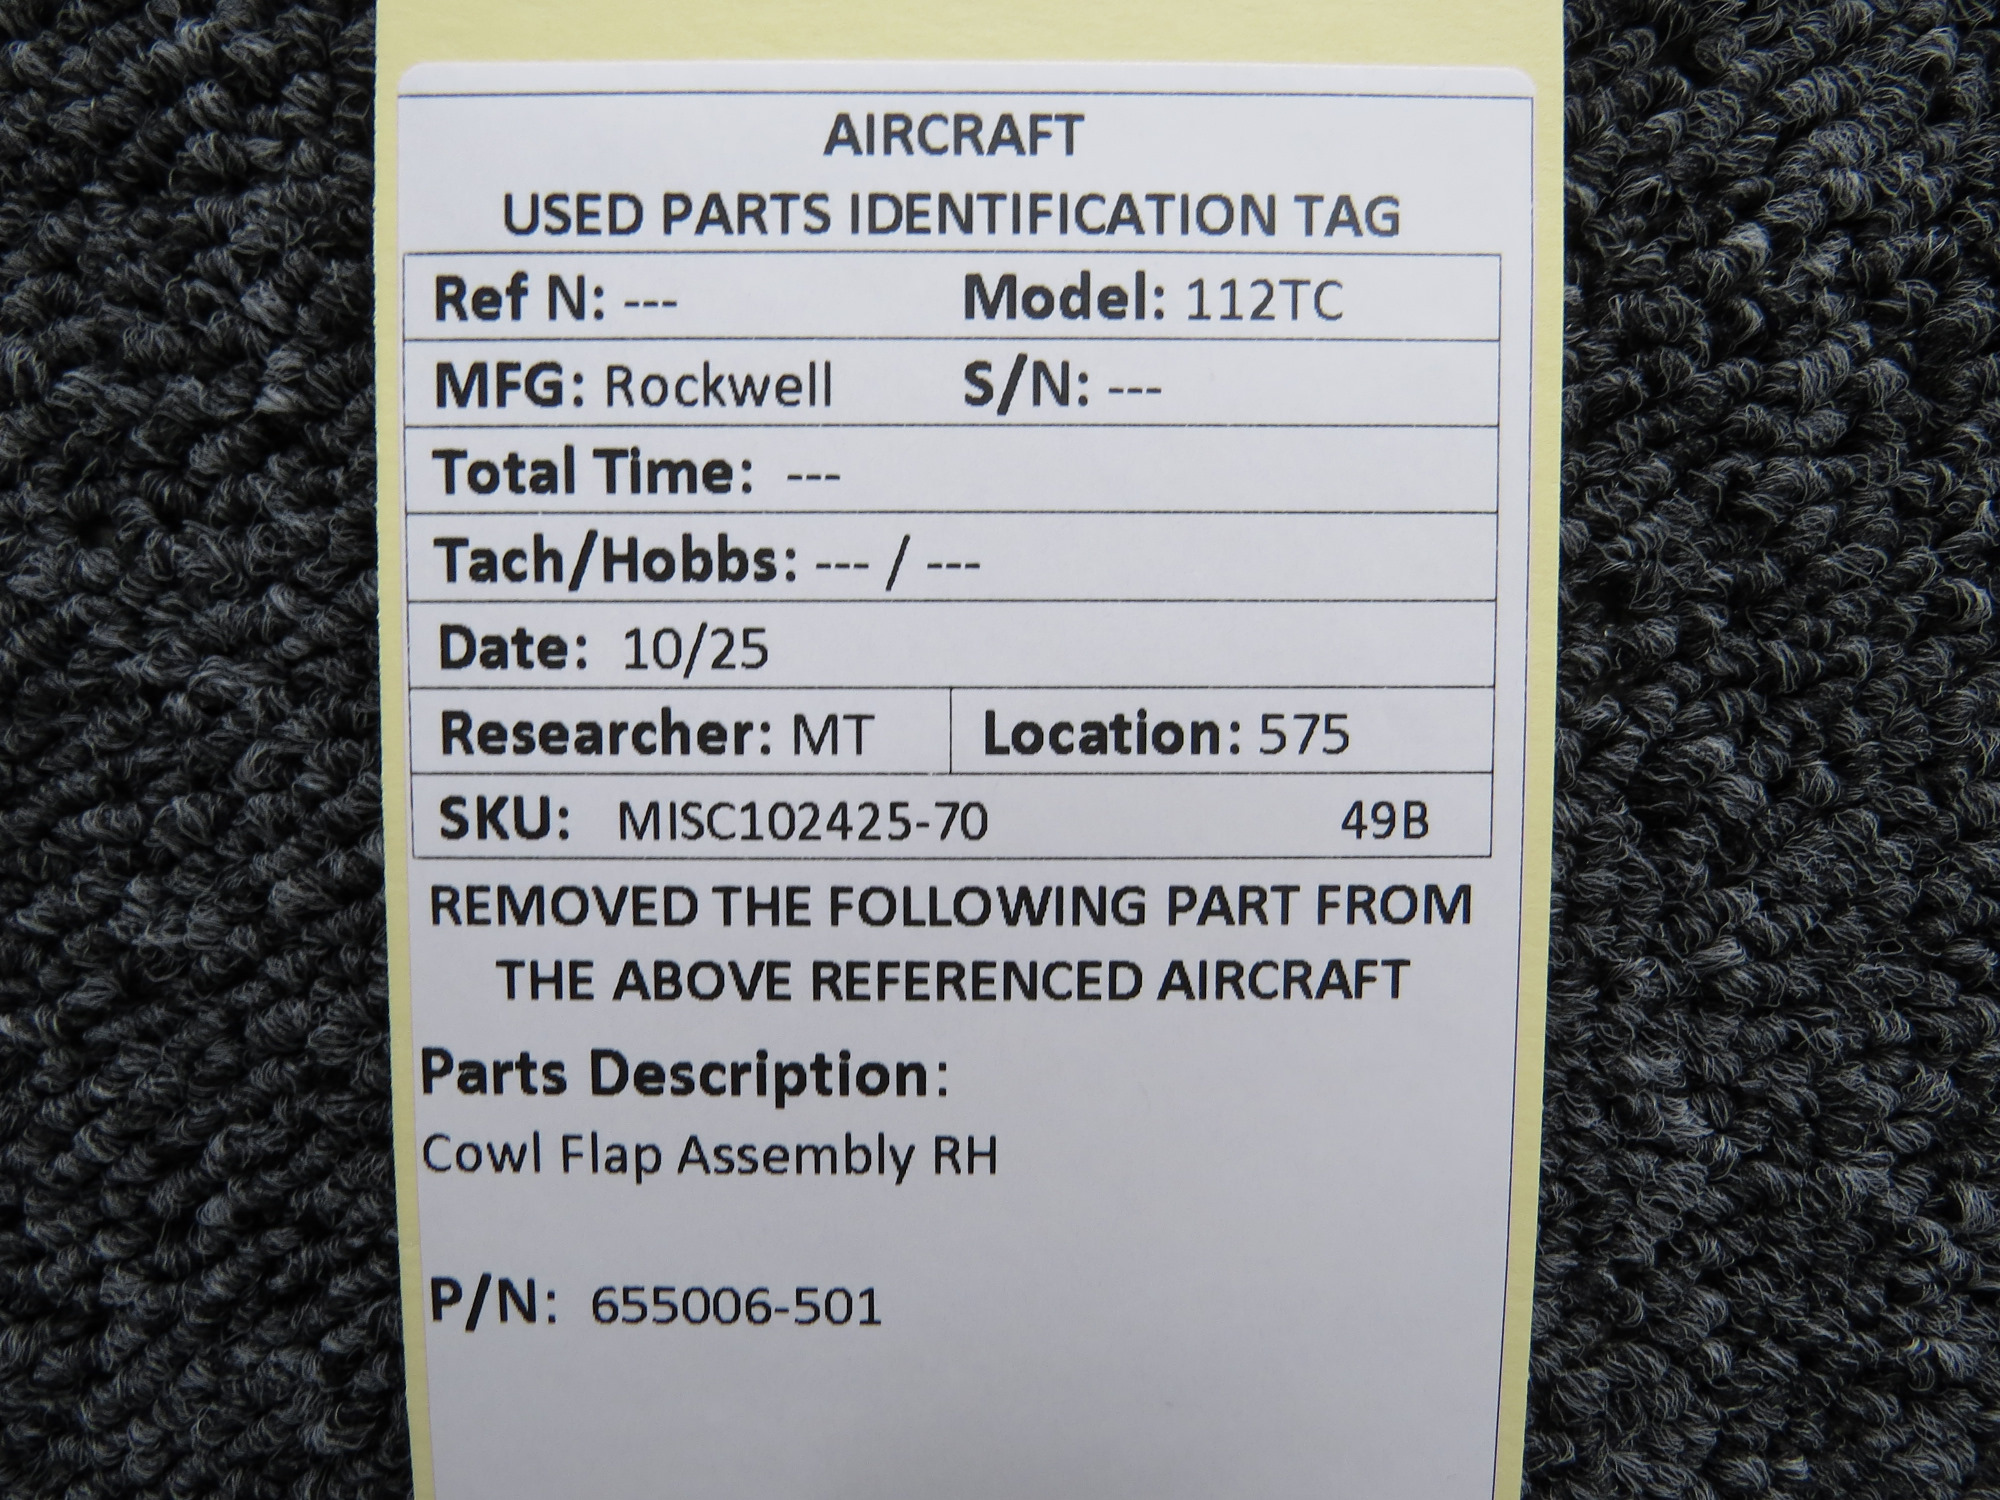 AIRCRAFT
USED PARTS IDENTIFICATION TAG
Ref N: --- Model: 112TC
MFG: Rockwell S/N: ---
Total Time: ---
Tach/Hobbs: --- / ---
Date: 10/25
Researcher: MT Location: 575
SKU: MISC102425-70 49B
REMOVED THE FOLLOWING PART FROM
THE ABOVE REFERENCED AIRCRAFT
Parts Description:
Cowl Flap Assembly RH
P/N: 655006-501